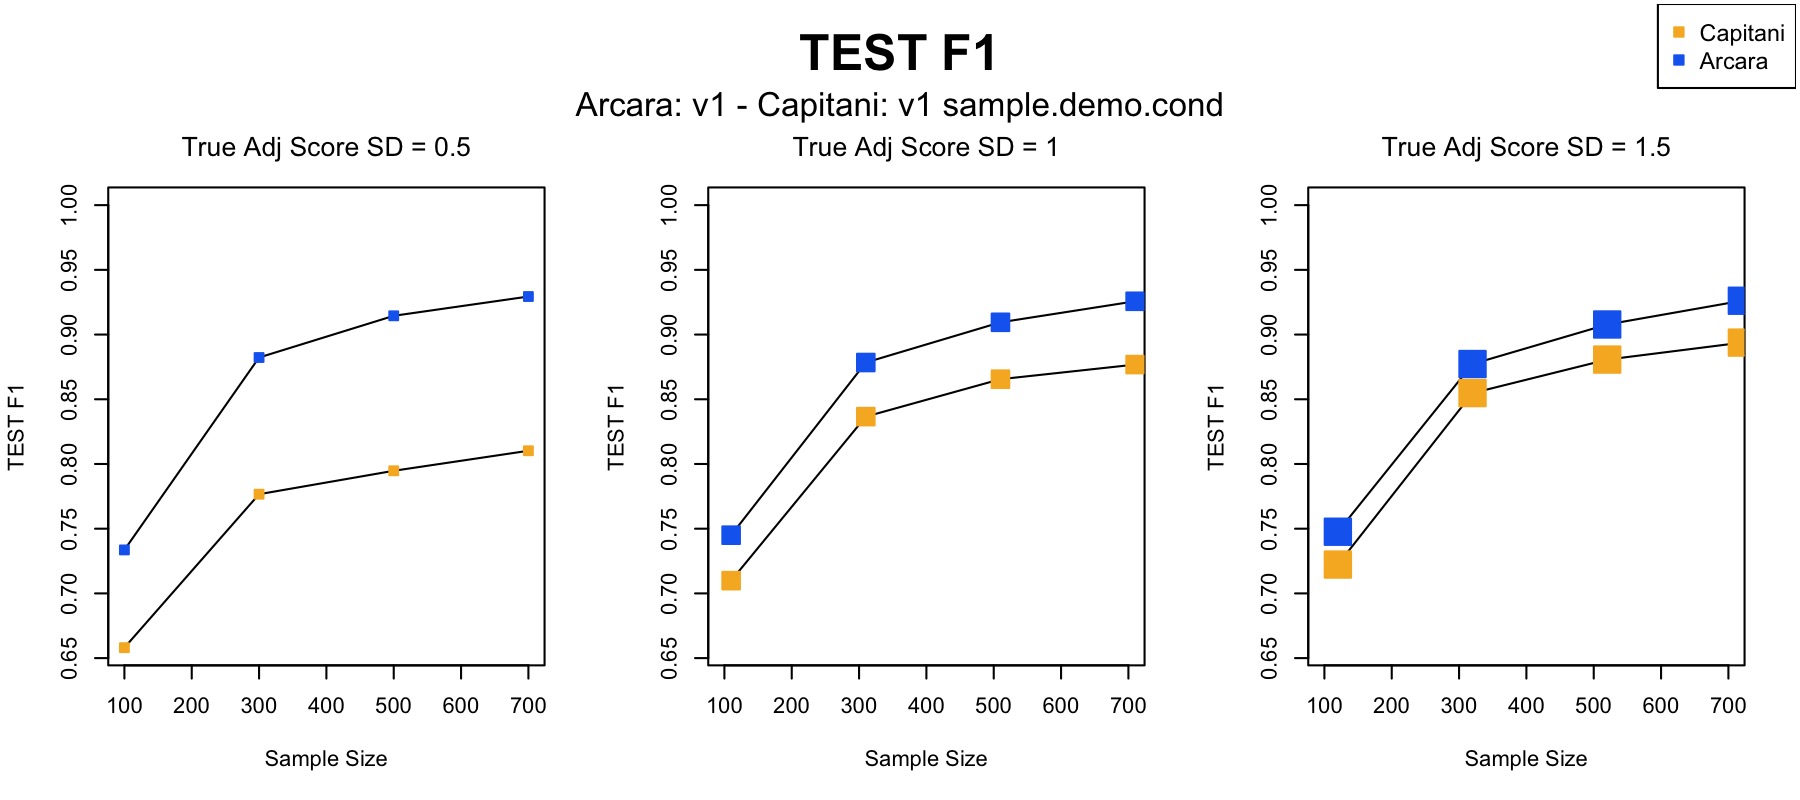 TEST F1
Arcara: v1 - Capitani: v1 sample.demo.cond
Capitani
Arcara
True Adj Score SD = 0.5
TEST F1
1.00
0.95
0.90
0.85
0.80
0.75
0.70
0.65
100 200 300 400 500 600 700
Sample Size
True Adj Score SD = 1
TEST F1
1.00
0.95
0.90
0.85
0.80
0.75
0.70
0.65
100 200 300 400 500 600 700
Sample Size
True Adj Score SD = 1.5
TEST F1
1.00
0.95
0.90
0.85
0.80
0.75
0.70
0.65
100 200 300 400 500 600 700
Sample Size